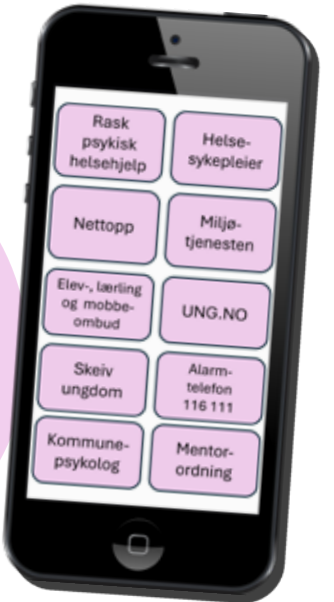 Rask
psykisk
helsehjelp
Helse-
sykepleier
Nettopp
Miljø-
tjenesten
Elev-, lærling
og mobbe-
ombud
UNG.NO
Skeiv
ungdom
Alarm-
telefon
116 111
Kommune-
psykolog
Mentor-
ordning